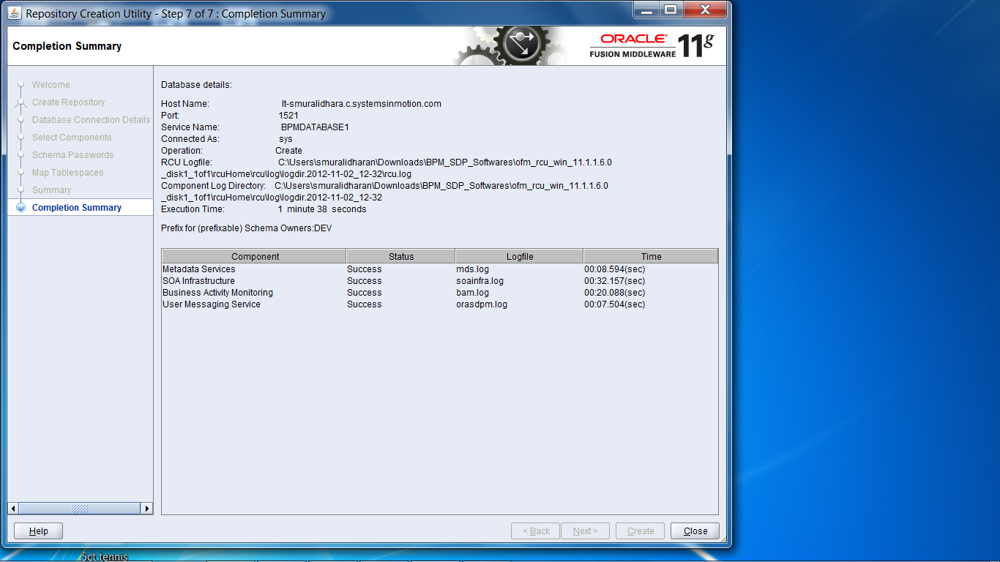 Repository Creation Utility - Step 7 of 7 : Completion Summary
Completion Summary
ORACLE
FUSION MIDDLEWARE 11g
Welcome
Create Repository
Database Connection Details
Select Components
Schema Passwords
Map Tablespaces
Summary
Completion Summary
Database details:
Host Name: lt-smuralidhara.c.systemsinmotion.com
Port: 1521
Service Name: BPMDATABASE1
Connected As: sys
Operation: Create
RCU Logfile: C:\Users\smuralidharan\Downloads\BPM_SDP_Softwares\ofm_rcu_win_11.1.1.6.0
_disk1_1of1\rcuHome\rcu\log\logdir.2012-11-02_12-32\rcu.log
Component Log Directory: C:\Users\smuralidharan\Downloads\BPM_SDP_Softwares\ofm_rcu_win_11.1.1.6.0
_disk1_1of1\rcuHome\rcu\log\logdir.2012-11-02_12-32
Execution Time: 1 minute 38 seconds
Prefix for (prefixable) Schema Owners:DEV
Component Status Logfile Time
Metadata Services Success mds.log 00:08.594(sec)
SOA Infrastructure Success soainfra.log 00:32.157(sec)
Business Activity Monitoring Success bam.log 00:20.088(sec)
User Messaging Service Success orasdpm.log 00:07.504(sec)
Help < Back Next > Create Close
.5ct tennis